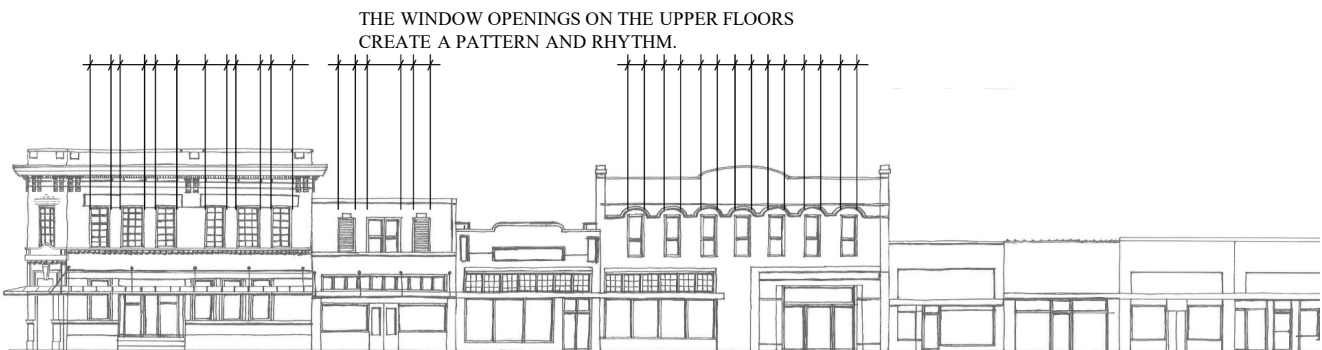 THE WINDOW OPENINGS ON THE UPPER FLOORS
CREATE A PATTERN AND RHYTHM.